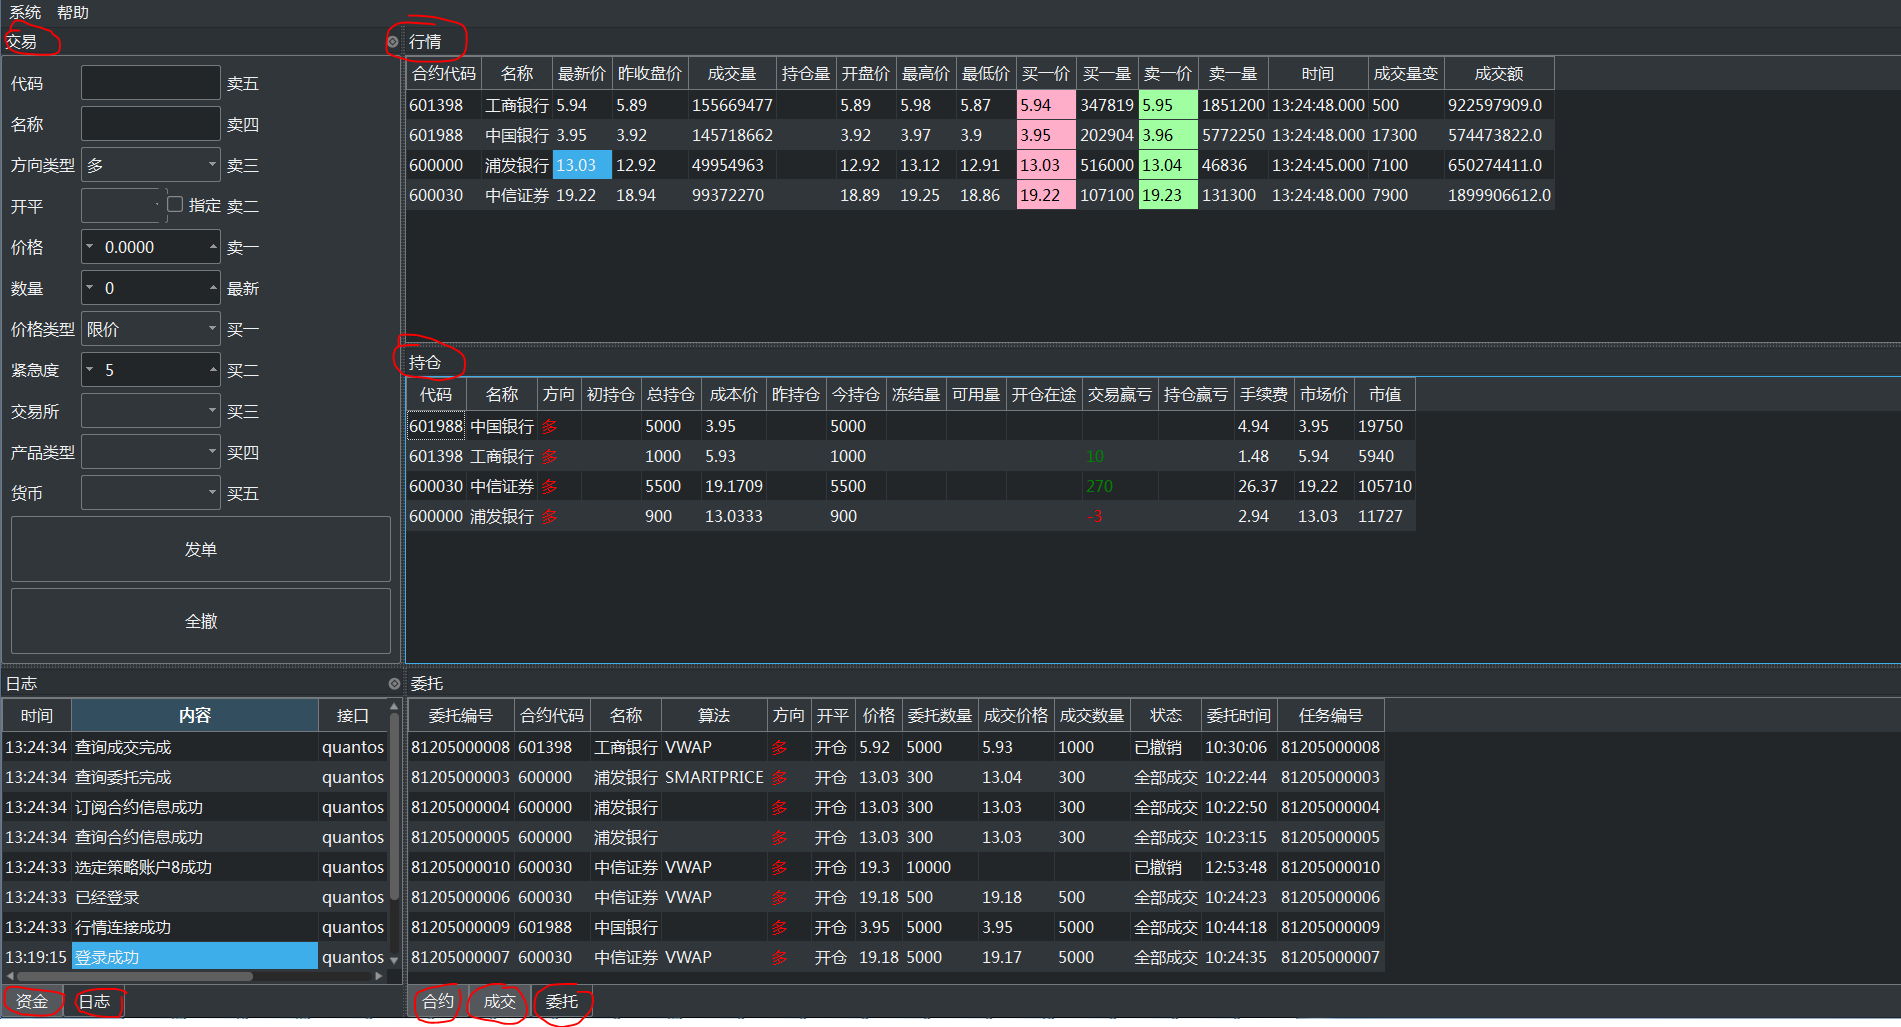 系统 帮助
交易
代码 卖五
名称 卖四
方向类型 多 卖三
开平 指定 卖二
价格 0.0000 卖一
数量 0 最新
价格类型 限价 买一
紧急度 5 买二
交易所 买三
产品类型 买四
货币 买五
发单
全撤
行情
合约代码 名称 最新价 昨收盘价 成交量 持仓量 开盘价 最高价 最低价 买一价 买一量 卖一价 卖一量 时间 成交量变 成交额
601398 工商银行 5.94 5.89 155669477 5.89 5.98 5.87 5.94 347819 5.95 1851200 13:24:48.000 500 922597909.0
601988 中国银行 3.95 3.92 145718662 3.92 3.97 3.9 3.95 202904 3.96 5772250 13:24:48.000 17300 574473822.0
600000 浦发银行 13.03 12.92 49954963 12.92 13.12 12.91 13.03 516000 13.04 46836 13:24:45.000 7100 650274411.0
600030 中信证券 19.22 18.94 99372270 18.89 19.25 18.86 19.22 107100 19.23 131300 13:24:48.000 7900 1899906612.0
持仓
代码 名称 方向 初持仓 总持仓 成本价 昨持仓 今持仓 冻结量 可用量 开仓在途 交易赢亏 持仓赢亏 手续费 市场价 市值
601988 中国银行 多 5000 3.95 5000 4.94 3.95 19750
601398 工商银行 多 1000 5.93 1000 10 1.48 5.94 5940
600030 中信证券 多 5500 19.1709 5500 270 26.37 19.22 105710
600000 浦发银行 多 900 13.0333 900 -3 2.94 13.03 11727
日志
时间 内容 接口
13:24:34 查询成交完成 quantos
13:24:34 查询委托完成 quantos
13:24:34 订阅合约信息成功 quantos
13:24:34 查询合约信息成功 quantos
13:24:33 选定策略账户8成功 quantos
13:24:33 已经登录 quantos
13:24:33 行情连接成功 quantos
13:19:15 登录成功 quantos
资金 日志
委托
委托编号 合约代码 名称 算法 方向 开平 价格 委托数量 成交价格 成交数量 状态 委托时间 任务编号
81205000008 601398 工商银行 VWAP 多 开仓 5.92 5000 5.93 1000 已撤销 10:30:06 81205000008
81205000003 600000 浦发银行 SMARTPRICE 多 开仓 13.03 300 13.04 300 全部成交 10:22:44 81205000003
81205000004 600000 浦发银行 多 开仓 13.03 300 13.03 300 全部成交 10:22:50 81205000004
81205000005 600000 浦发银行 多 开仓 13.03 300 13.03 300 全部成交 10:23:15 81205000005
81205000010 600030 中信证券 VWAP 多 开仓 19.3 10000 已撤销 12:53:48 81205000010
81205000006 600030 中信证券 VWAP 多 开仓 19.18 500 19.18 500 全部成交 10:24:23 81205000006
81205000009 601988 中国银行 多 开仓 3.95 5000 3.95 5000 全部成交 10:44:18 81205000009
81205000007 600030 中信证券 VWAP 多 开仓 19.18 5000 19.17 5000 全部成交 10:24:35 81205000007
合约 成交 委托